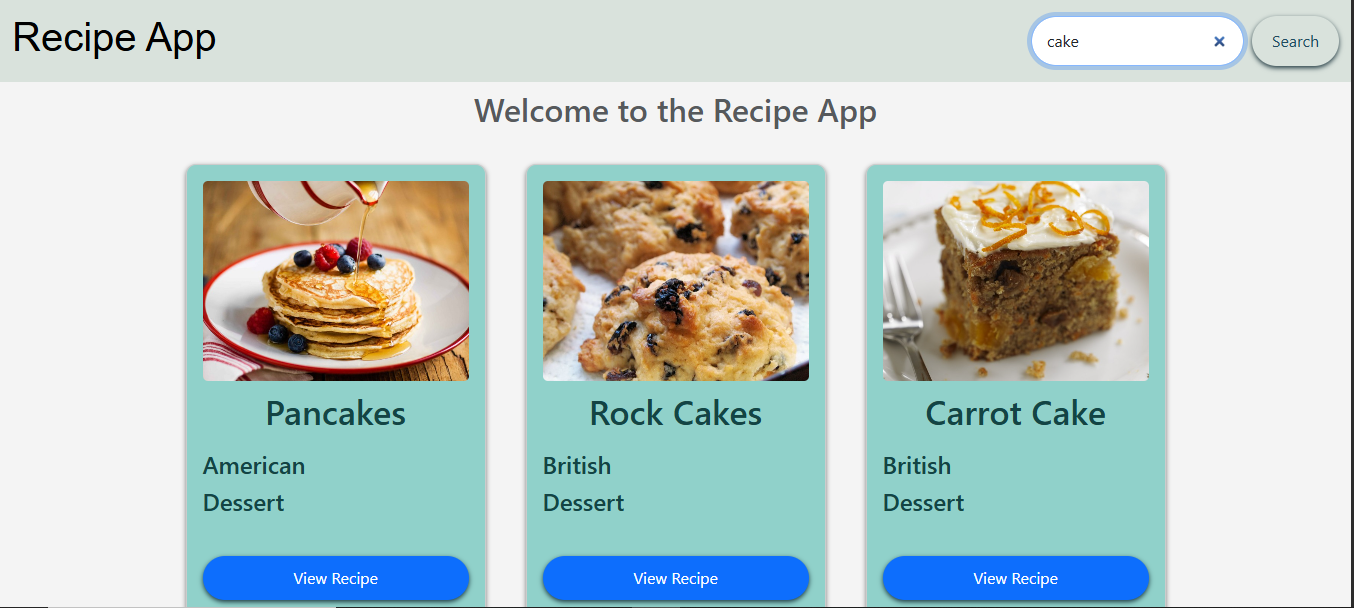 Recipe App
cake
Search
Welcome to the Recipe App
Pancakes
American
Dessert
View Recipe
Rock Cakes
British
Dessert
View Recipe
Carrot Cake
British
Dessert
View Recipe